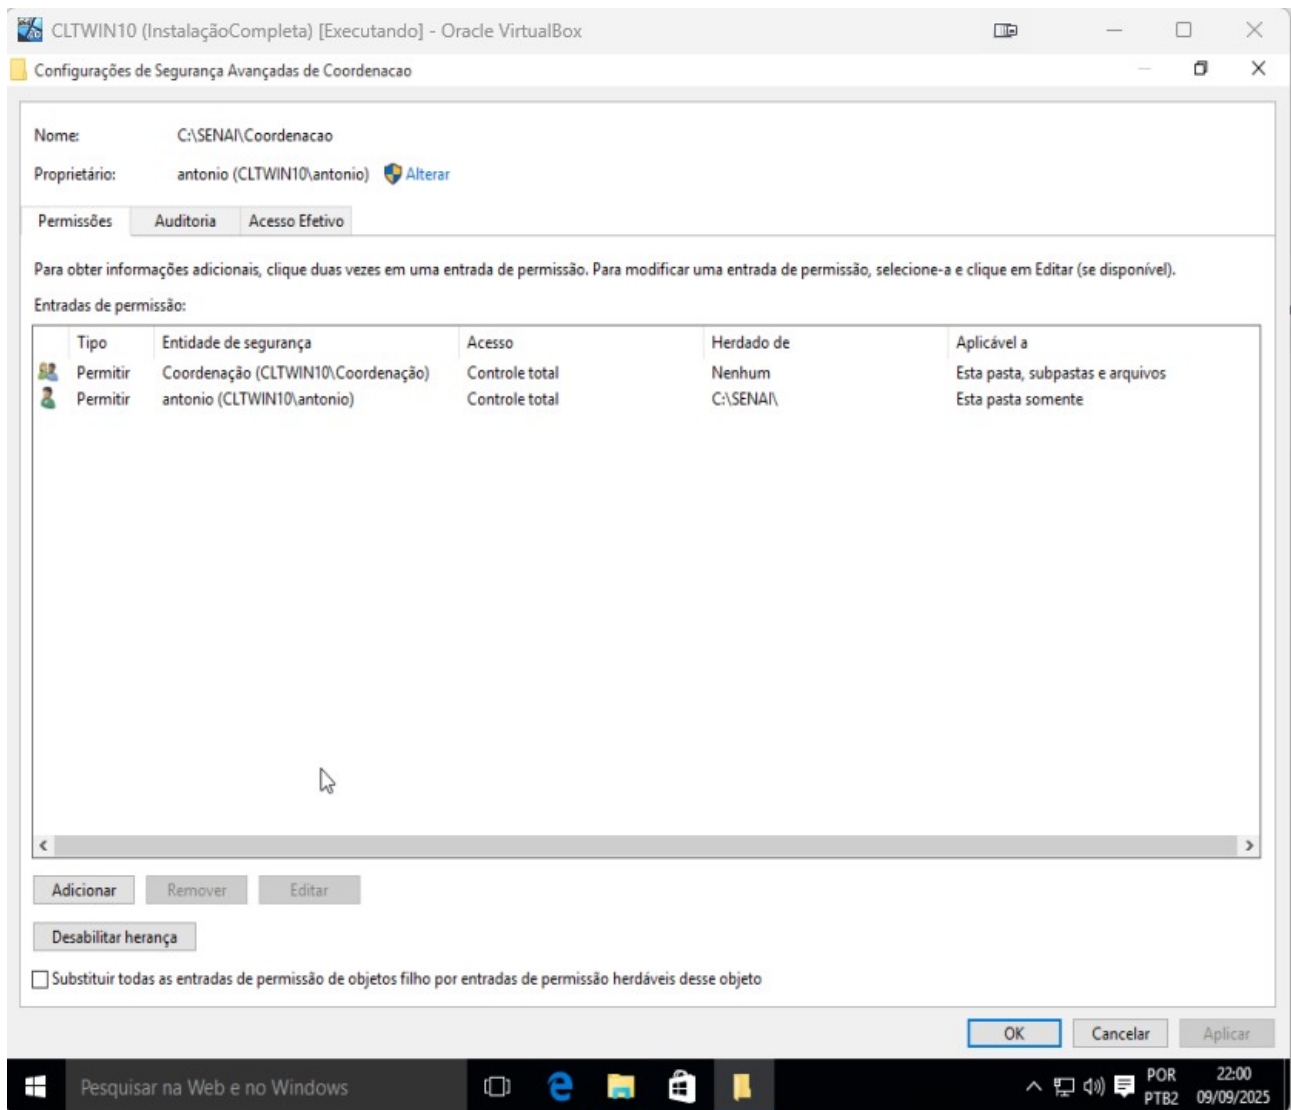 CLTWIN10 (InstalaçãoCompleta) [Executando] - Oracle VirtualBox
Configurações de Segurança Avançadas de Coordenacao
Nome: C:\SENAI\Coordenacao
Proprietário: antonio (CLTWIN10\antonio) Alterar
Permissões Auditoria Acesso Efetivo
Para obter informações adicionais, clique duas vezes em uma entrada de permissão. Para modificar uma entrada de permissão, selecione-a e clique em Editar (se disponível).
Entradas de permissão:
Tipo Entidade de segurança Acesso Herdado de Aplicável a
Permitir Coordenação (CLTWIN10\Coordenação) Controle total Nenhum Esta pasta, subpastas e arquivos
Permitir antonio (CLTWIN10\antonio) Controle total C:\SENAI\ Esta pasta somente
Adicionar Remover Editar
Desabilitar herança
Substituir todas as entradas de permissão de objetos filho por entradas de permissão herdáveis desse objeto
OK Cancelar Aplicar
Pesquisar na Web e no Windows POR 22:00
PTB2 09/09/2025